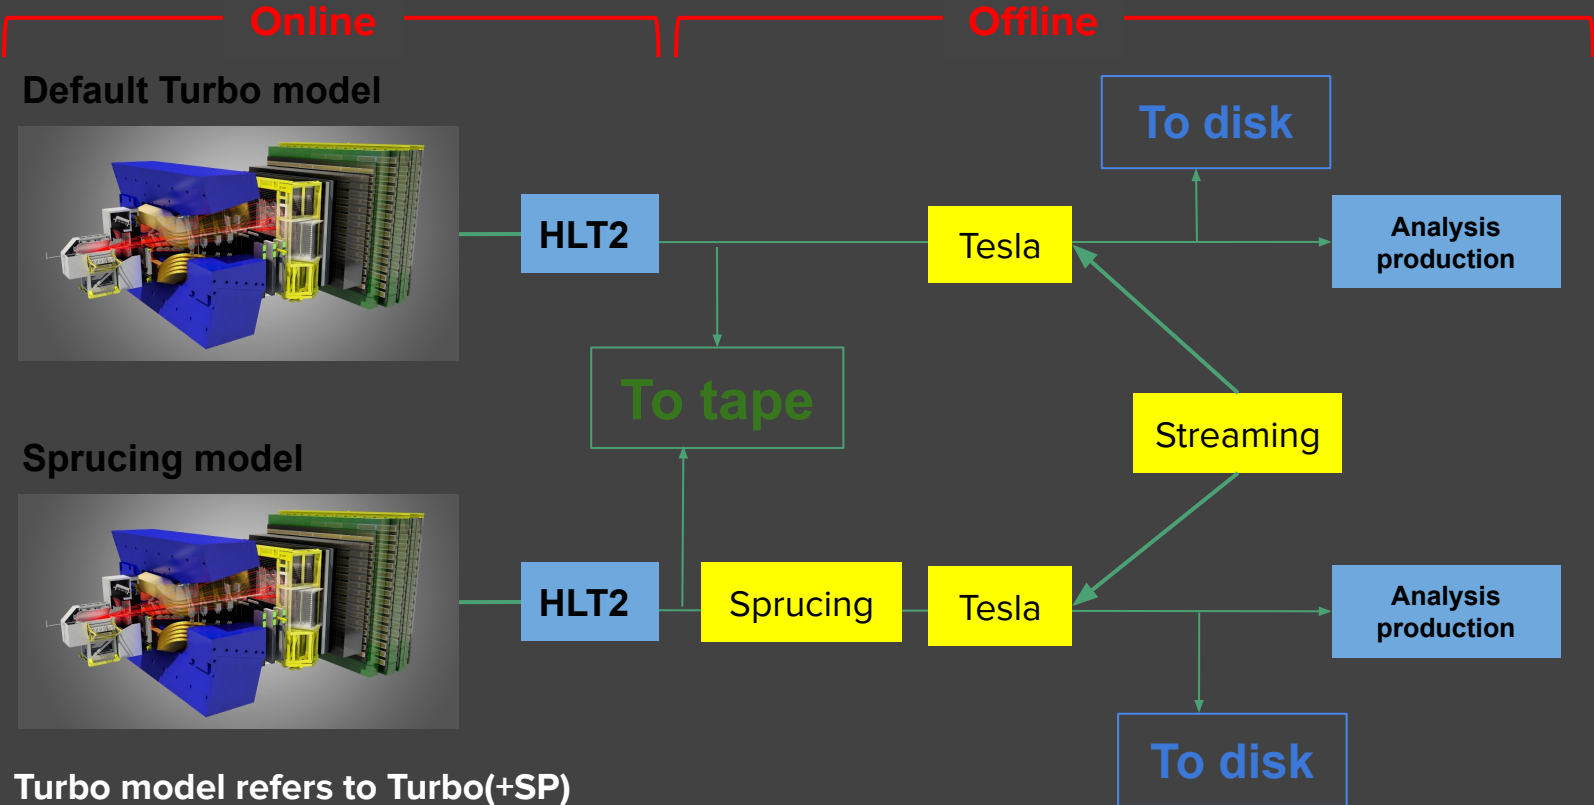 Online
Offline
Default Turbo model
To disk
HLT2
Tesla
Analysis
production
To tape
Streaming
Sprucing model
HLT2
Sprucing
Tesla
Analysis
production
To disk
Turbo model refers to Turbo(+SP)